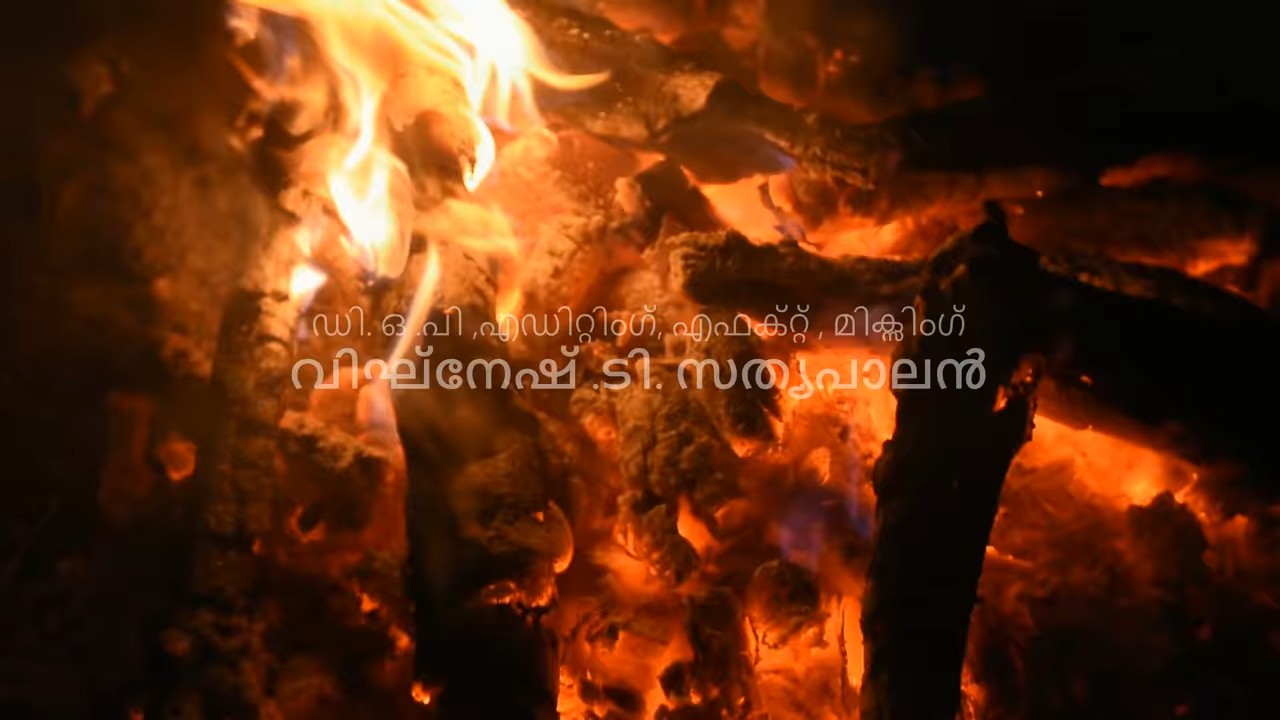 ഡി.ഒ.പി ,എഡിറ്റിംഗ്, എഫക്റ്റ് , മിക്സിംഗ്
വിഘ്നേഷ് .ടി. സത്യപാലൻ